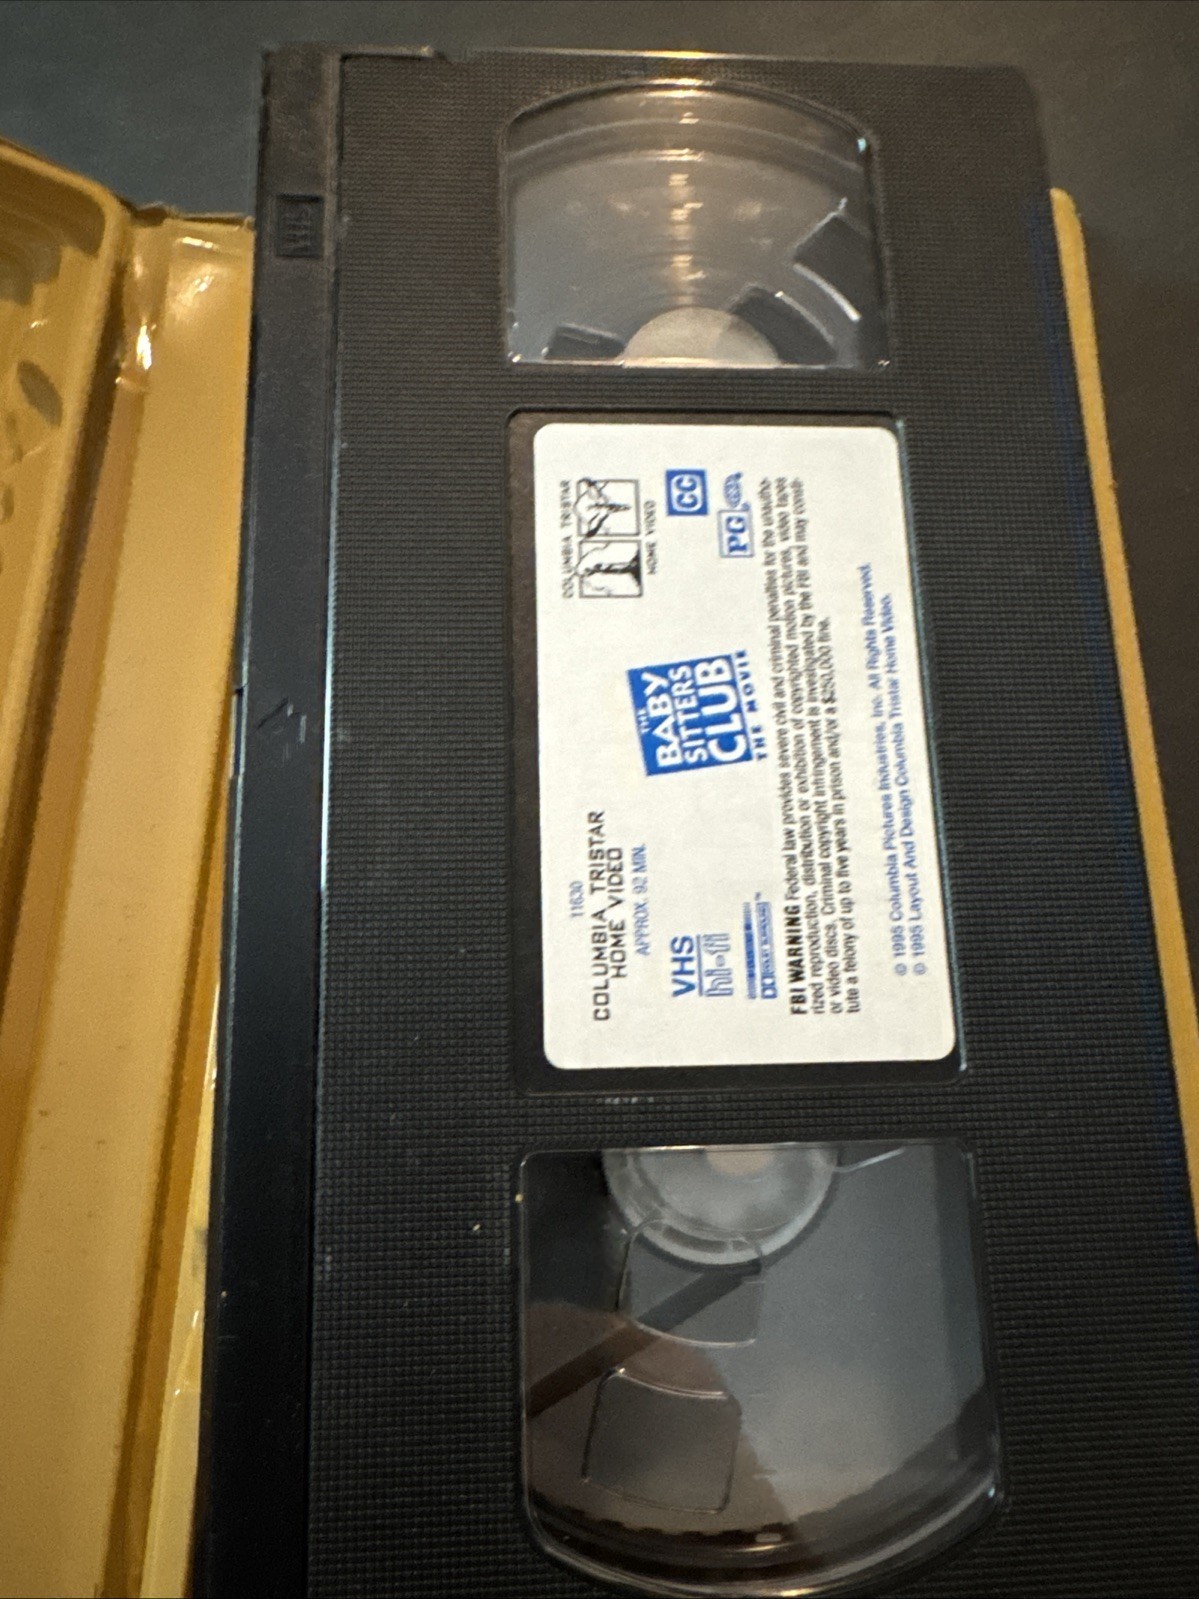 VHS
11630
COLUMBIA TRISTAR
HOME VIDEO
APPROX. 92 MIN.
VHS
hi-fi
THE
BABY
SITTERS
CLUB
THE MOVIE
COLUMBIA TRISTAR
HOME VIDEO
CC
PG
FBI WARNING Federal law provides severe civil and criminal penalties for the unautho-
rized reproduction, distribution or exhibition of copyrighted motion pictures, video tapes
or video discs. Criminal copyright infringement is investigated by the FBI and may consti-
tute a felony of up to five years in prison and/or a $250,000 fine.
© 1995 Columbia Pictures Industries, Inc. All Rights Reserved.
© 1995 Layout And Design Columbia Tristar Home Video.